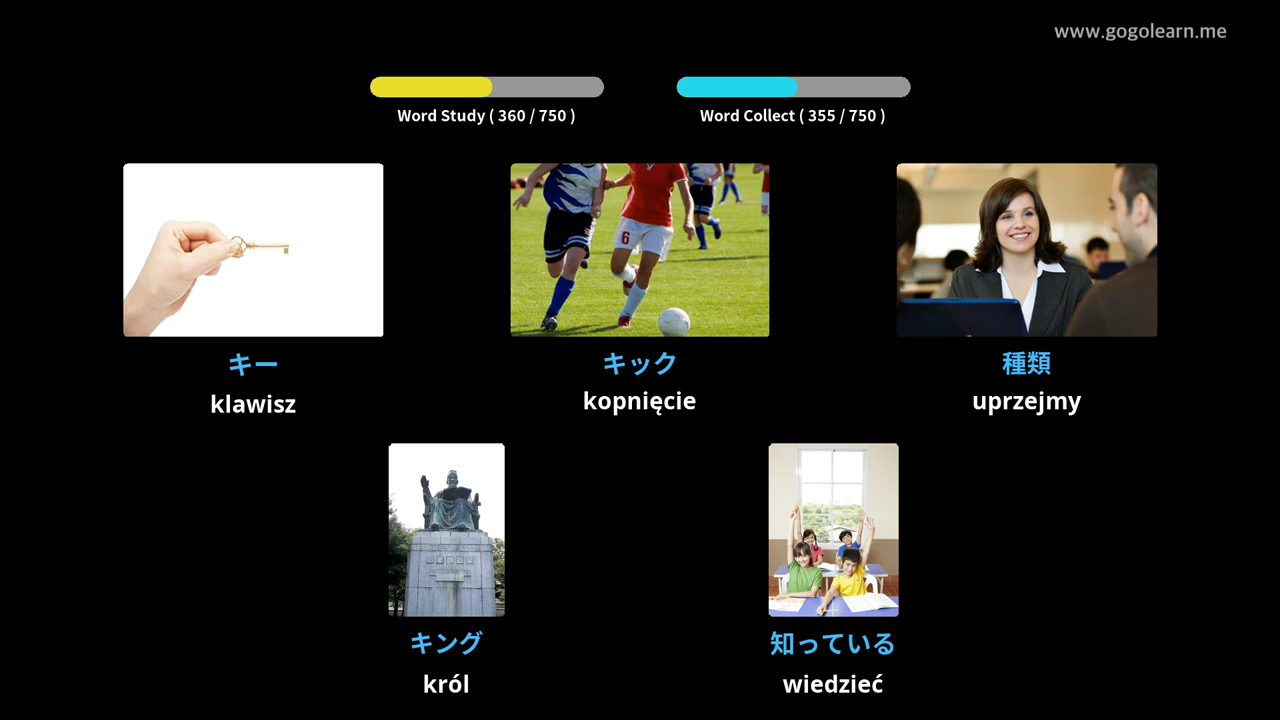 www.gogolearn.me
Word Study ( 360 / 750 )
Word Collect ( 355 / 750 )
キー
klawisz
キック
kopnięcie
種類
uprzejmy
6
キング
król
知っている
wiedzieć